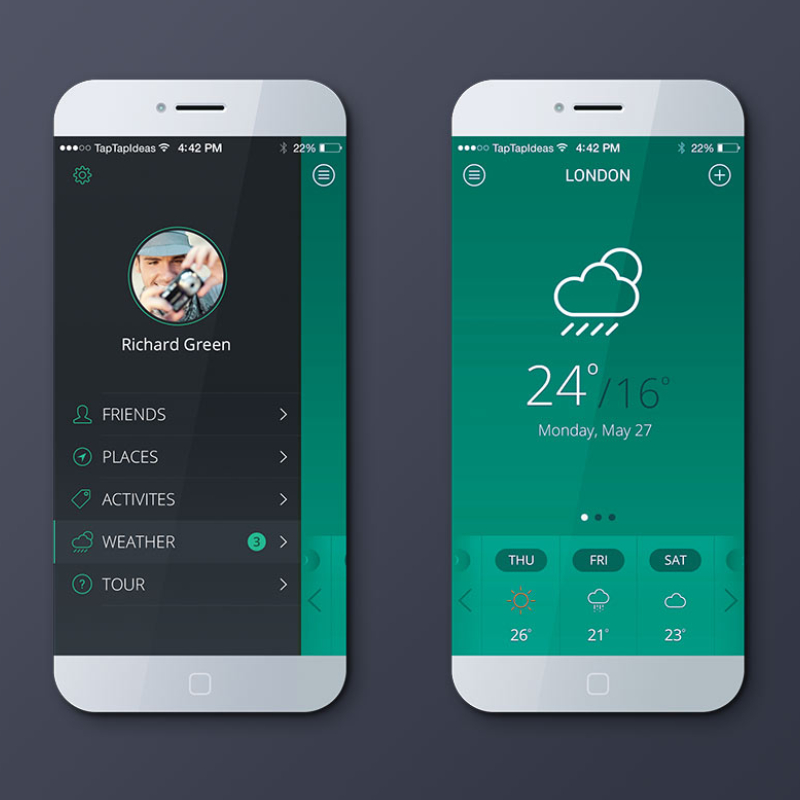 TapTapIdeas 4:42 PM 22%
Richard Green
FRIENDS
PLACES
ACTIVITES
WEATHER 3
? TOUR
TapTapIdeas 4:42 PM 22%
LONDON
24°/16°
Monday, May 27
THU FRI SAT
26° 21° 23°